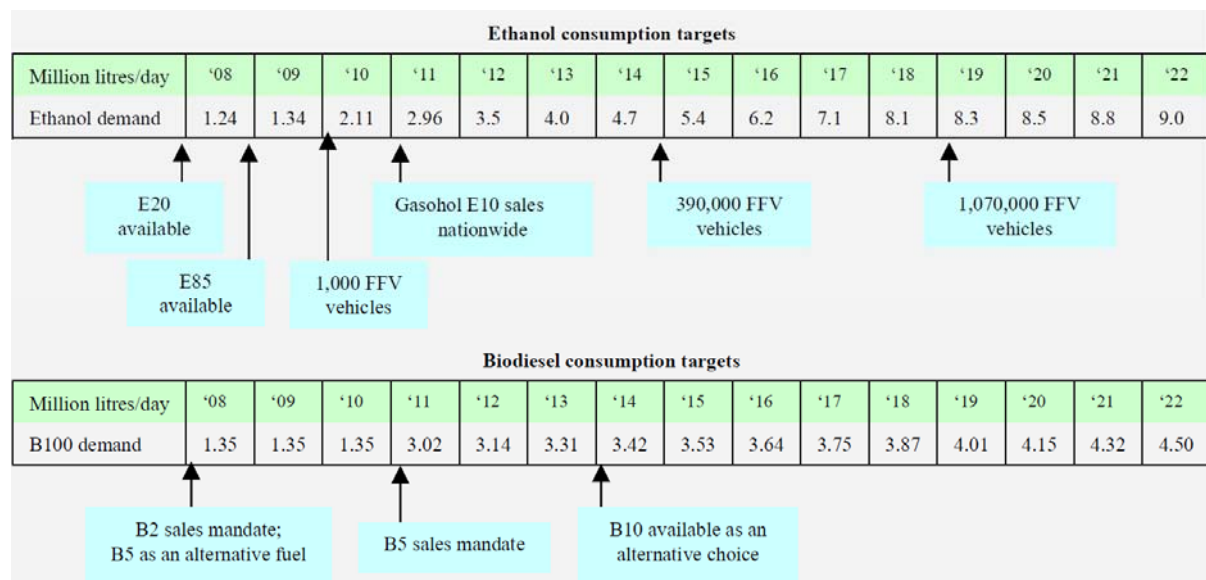 Ethanol consumption targets
Million litres/day ‘08 ‘09 ‘10 ‘11 ‘12 ‘13 ‘14 ‘15 ‘16 ‘17 ‘18 ‘19 ‘20 ‘21 ‘22
Ethanol demand 1.24 1.34 2.11 2.96 3.5 4.0 4.7 5.4 6.2 7.1 8.1 8.3 8.5 8.8 9.0
E20
available
Gasohol E10 sales
nationwide
390,000 FFV
vehicles
1,070,000 FFV
vehicles
E85
available
1,000 FFV
vehicles
Biodiesel consumption targets
Million litres/day ‘08 ‘09 ‘10 ‘11 ‘12 ‘13 ‘14 ‘15 ‘16 ‘17 ‘18 ‘19 ‘20 ‘21 ‘22
B100 demand 1.35 1.35 1.35 3.02 3.14 3.31 3.42 3.53 3.64 3.75 3.87 4.01 4.15 4.32 4.50
B2 sales mandate;
B5 as an alternative fuel
B5 sales mandate
B10 available as an
alternative choice